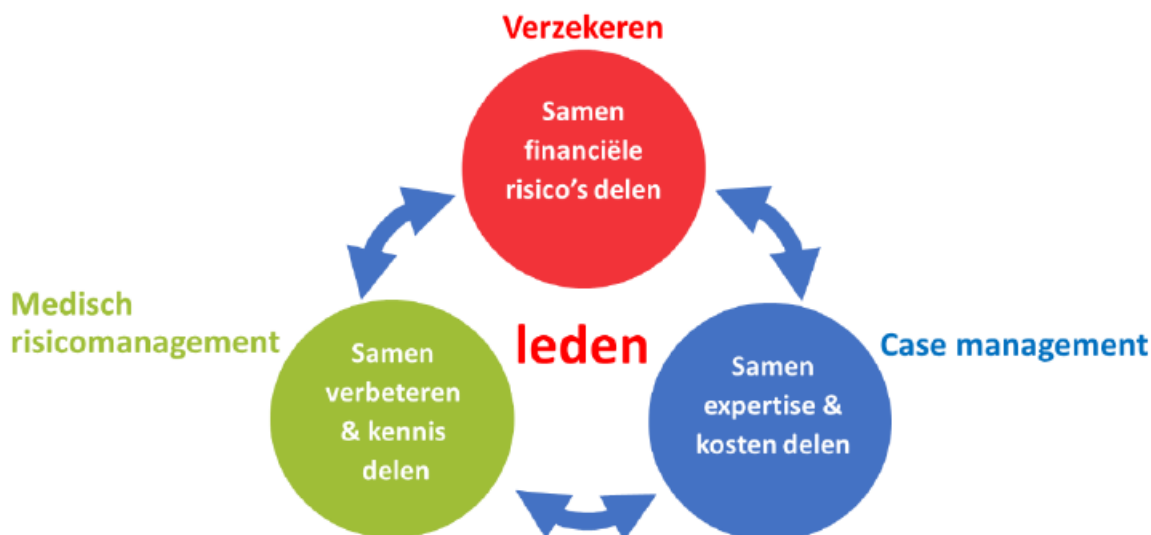 Verzekeren
Samen
financiële
risico's delen
Medisch
risicomanagement
leden
Case management
Samen
verbeteren
& kennis
delen
Samen
expertise &
kosten delen